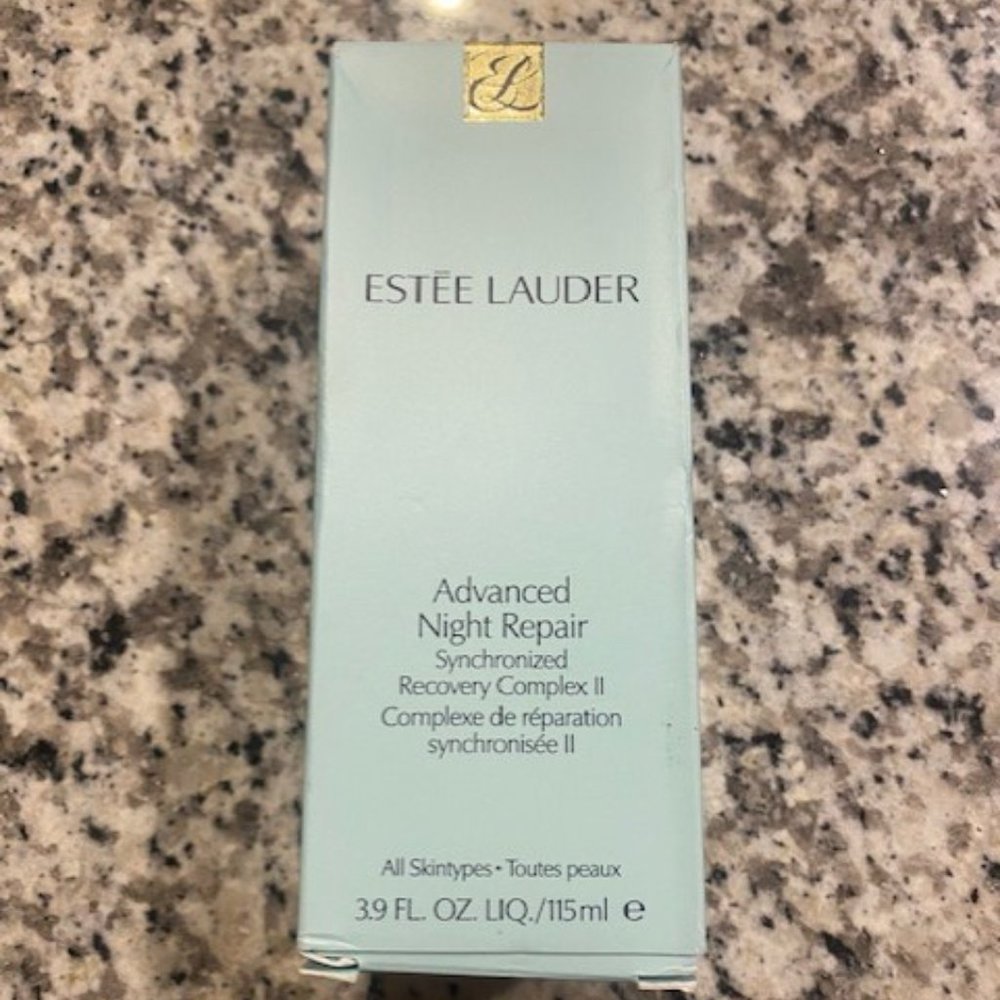 EL
ESTĒE LAUDER
Advanced
Night Repair
Synchronized
Recovery Complex II
Complexe de réparation
synchronisée II
All Skintypes • Toutes peaux
3.9 FL. OZ. LIQ./115ml e